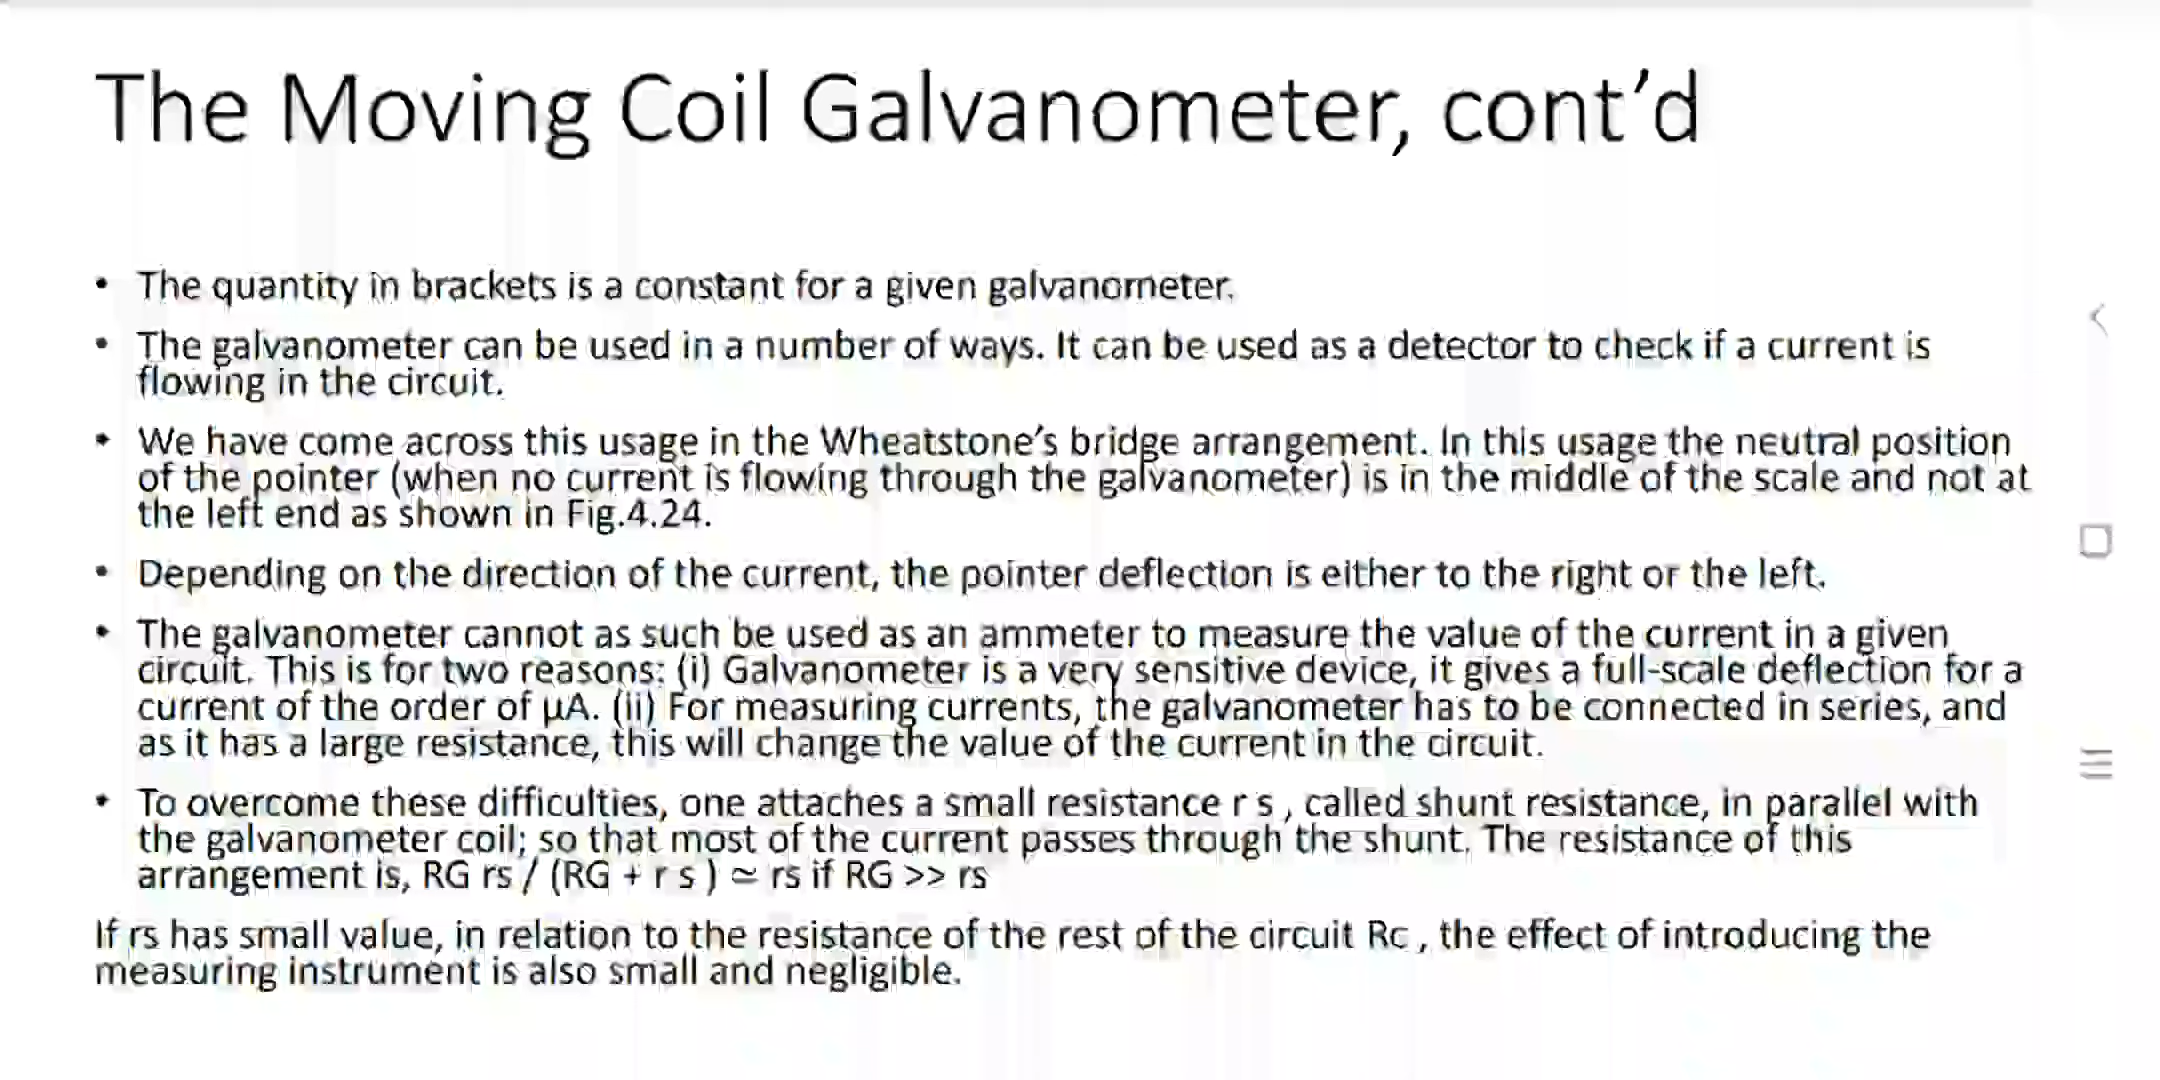 The Moving Coil Galvanometer, cont’d
• The quantity in brackets is a constant for a given galvanometer.
• The galvanometer can be used in a number of ways. It can be used as a detector to check if a current is
flowing in the circuit.
• We have come across this usage in the Wheatstone’s bridge arrangement. In this usage the neutral position
of the pointer (when no current is flowing through the galvanometer) is in the middle of the scale and not at
the left end as shown in Fig.4.24.
• Depending on the direction of the current, the pointer deflection is either to the right or the left.
• The galvanometer cannot as such be used as an ammeter to measure the value of the current in a given
circuit. This is for two reasons: (i) Galvanometer is a very sensitive device, it gives a full-scale deflection for a
current of the order of μA. (ii) For measuring currents, the galvanometer has to be connected in series, and
as it has a large resistance, this will change the value of the current in the circuit.
• To overcome these difficulties, one attaches a small resistance r s , called shunt resistance, in parallel with
the galvanometer coil; so that most of the current passes through the shunt. The resistance of this
arrangement is, RG rs / (RG + r s ) ≃ rs if RG >> rs
If rs has small value, in relation to the resistance of the rest of the circuit Rc , the effect of introducing the
measuring instrument is also small and negligible.